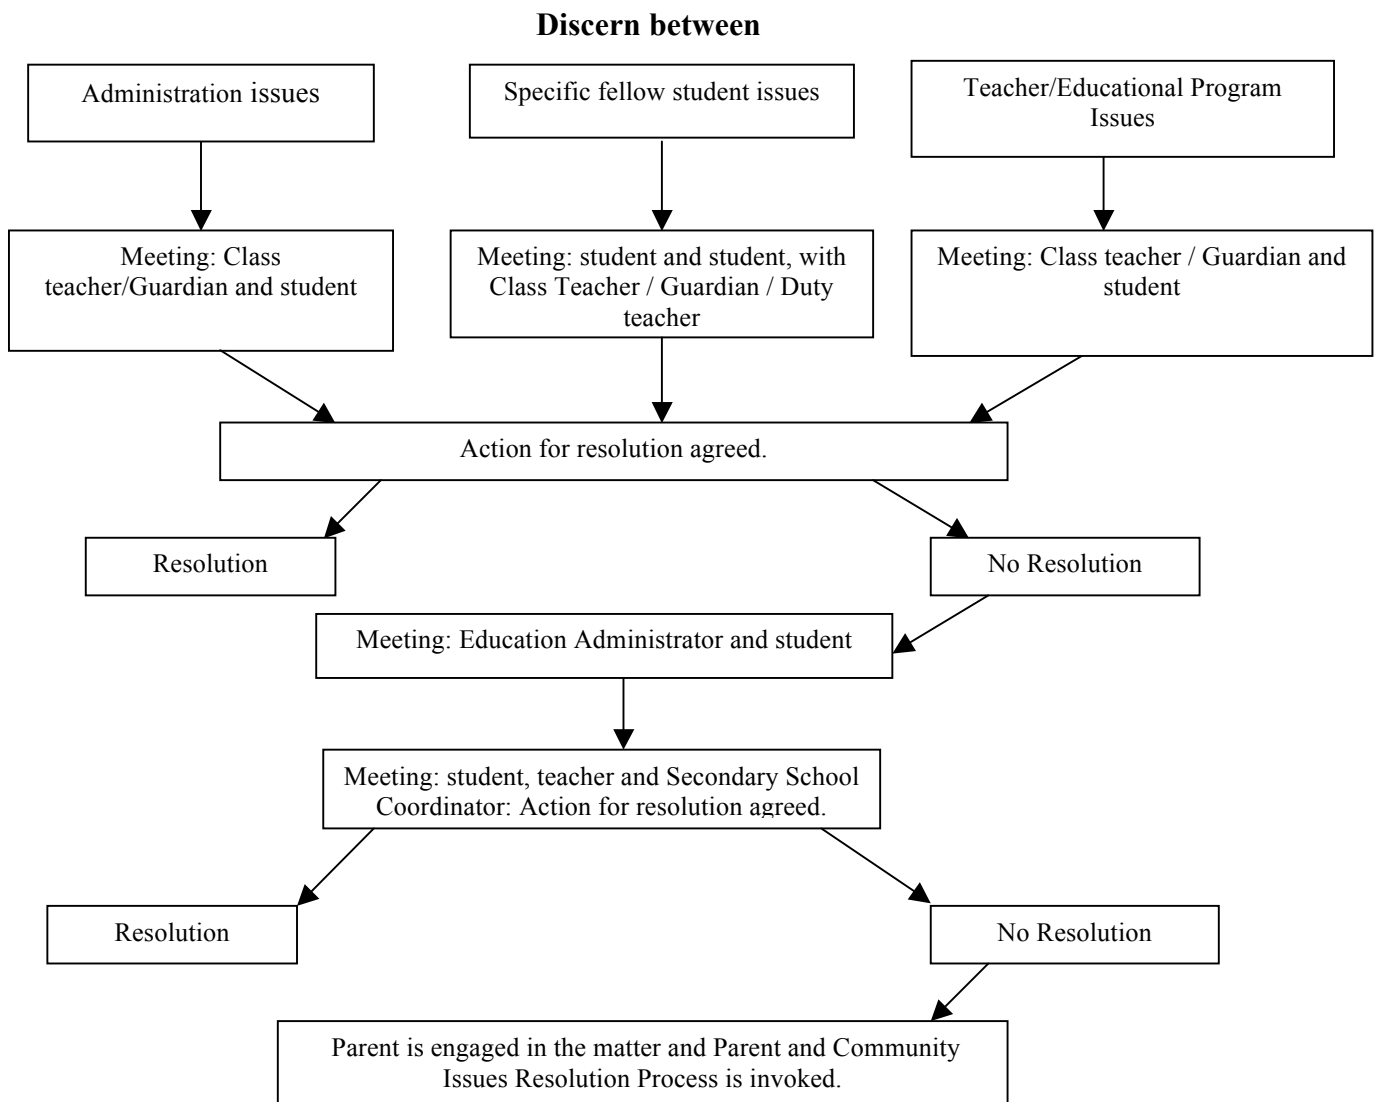 Discern between
Administration issues
Specific fellow student issues
Teacher/Educational Program
Issues
Meeting: Class
teacher/Guardian and student
Meeting: student and student, with
Class Teacher / Guardian / Duty
teacher
Meeting: Class teacher / Guardian and
student
Action for resolution agreed.
Resolution
No Resolution
Meeting: Education Administrator and student
Meeting: student, teacher and Secondary School
Coordinator: Action for resolution agreed.
Resolution
No Resolution
Parent is engaged in the matter and Parent and Community
Issues Resolution Process is invoked.